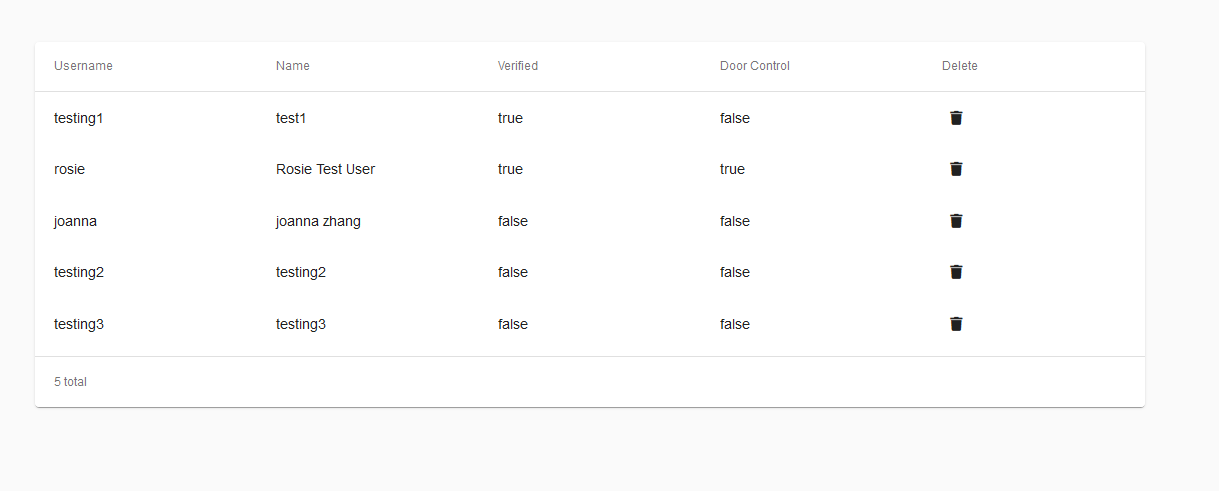 Username Name Verified Door Control Delete
testing1 test1 true false
rosie Rosie Test User true true
joanna joanna zhang false false
testing2 testing2 false false
testing3 testing3 false false
5 total